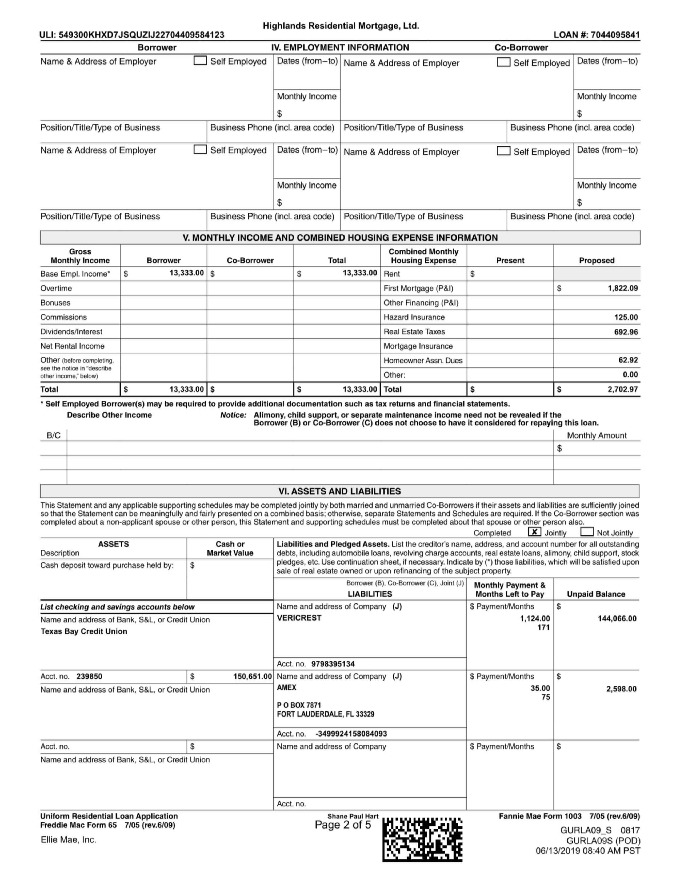 Highlands Residential Mortgage, Ltd.
ULI: 549300KHXD7JSQUZIJ22704409584123 LOAN #: 7044095841
Borrower IV. EMPLOYMENT INFORMATION Co-Borrower
Name & Address of Employer Self Employed Dates (from–to) Name & Address of Employer Self Employed Dates (from–to)
Monthly Income Monthly Income
$ $
Position/Title/Type of Business Business Phone (incl. area code) Position/Title/Type of Business Business Phone (incl. area code)
Name & Address of Employer Self Employed Dates (from–to) Name & Address of Employer Self Employed Dates (from–to)
Monthly Income Monthly Income
$ $
Position/Title/Type of Business Business Phone (incl. area code) Position/Title/Type of Business Business Phone (incl. area code)
V. MONTHLY INCOME AND COMBINED HOUSING EXPENSE INFORMATION
Gross Combined Monthly
Monthly Income Borrower Co-Borrower Total Housing Expense Present Proposed
Base Empl. Income* $ 13,333.00 $ $ 13,333.00 Rent $
Overtime First Mortgage (P&I) $ 1,822.09
Bonuses Other Financing (P&I)
Commissions Hazard Insurance 125.00
Dividends/Interest Real Estate Taxes 692.96
Net Rental Income Mortgage Insurance
Other (before completing, Homeowner Assn. Dues 62.92
see the notice in "describe
other income," below) Other: 0.00
Total $ 13,333.00 $ $ 13,333.00 Total $ $ 2,702.97
* Self Employed Borrower(s) may be required to provide additional documentation such as tax returns and financial statements.
Describe Other Income Notice: Alimony, child support, or separate maintenance income need not be revealed if the
Borrower (B) or Co-Borrower (C) does not choose to have it considered for repaying this loan.
B/C Monthly Amount
$
VI. ASSETS AND LIABILITIES
This Statement and any applicable supporting schedules may be completed jointly by both married and unmarried Co-Borrowers if their assets and liabilities are sufficiently joined
so that the Statement can be meaningfully and fairly presented on a combined basis; otherwise, separate Statements and Schedules are required. If the Co-Borrower section was
completed about a non-applicant spouse or other person, this Statement and supporting schedules must be completed about that spouse or other person also.
Completed X Jointly Not Jointly
ASSETS Cash or Liabilities and Pledged Assets. List the creditor's name, address, and account number for all outstanding
Description Market Value debts, including automobile loans, revolving charge accounts, real estate loans, alimony, child support, stock
Cash deposit toward purchase held by: $ pledges, etc. Use continuation sheet, if necessary. Indicate by (*) those liabilities, which will be satisfied upon
sale of real estate owned or upon refinancing of the subject property.
Borrower (B), Co-Borrower (C), Joint (J) Monthly Payment &
LIABILITIES Months Left to Pay Unpaid Balance
List checking and savings accounts below Name and address of Company (J) $ Payment/Months $
Name and address of Bank, S&L, or Credit Union VERICREST 1,124.00 144,066.00
171
Texas Bay Credit Union
Acct. no. 9798395134
Acct. no. 239850 $ 150,651.00 Name and address of Company (J) $ Payment/Months $
Name and address of Bank, S&L, or Credit Union AMEX 35.00 2,598.00
75
P O BOX 7871
FORT LAUDERDALE, FL 33329
Acct. no. -3499924158084093
Acct. no. $ Name and address of Company $ Payment/Months $
Name and address of Bank, S&L, or Credit Union
Acct. no.
Uniform Residential Loan Application Shane Paul Hart Fannie Mae Form 1003 7/05 (rev.6/09)
Freddie Mac Form 65 7/05 (rev.6/09) Page 2 of 5
GURLA09_S 0817
Ellie Mae, Inc. GURLA09S (POD)
06/13/2019 08:40 AM PST